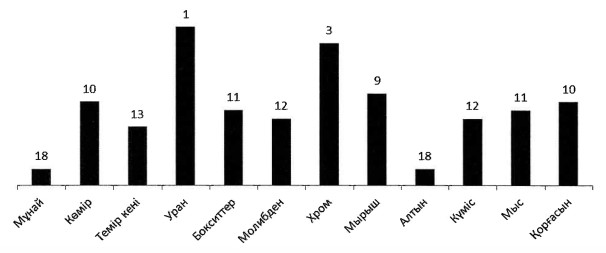 18
10
13
1
11
12
3
9
18
12
11
10
Мұнай
Көмір
Темір кені
Уран
Бокситтер
Молибден
Хром
Мырыш
Алтын
Күміс
Мыс
Қорғасын